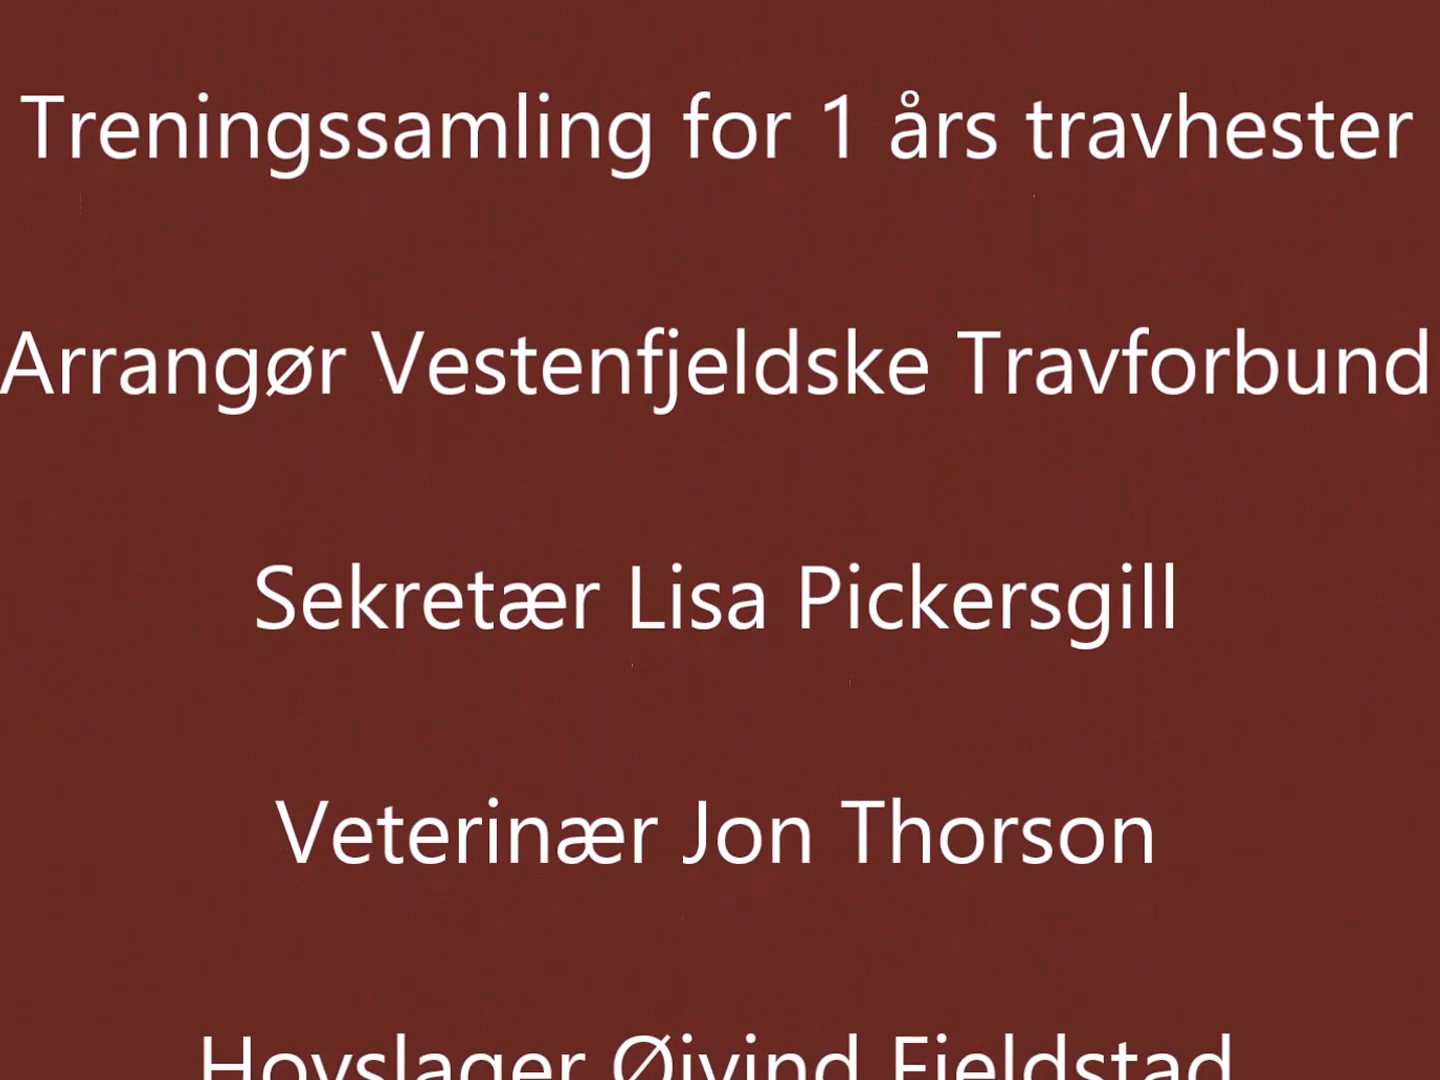 Treningssamling for 1 års travhester
Arrangør Vestenfjeldske Travforbund
Sekretær Lisa Pickersgill
Veterinær Jon Thorson
Hovslager Øivind Fjeldstad